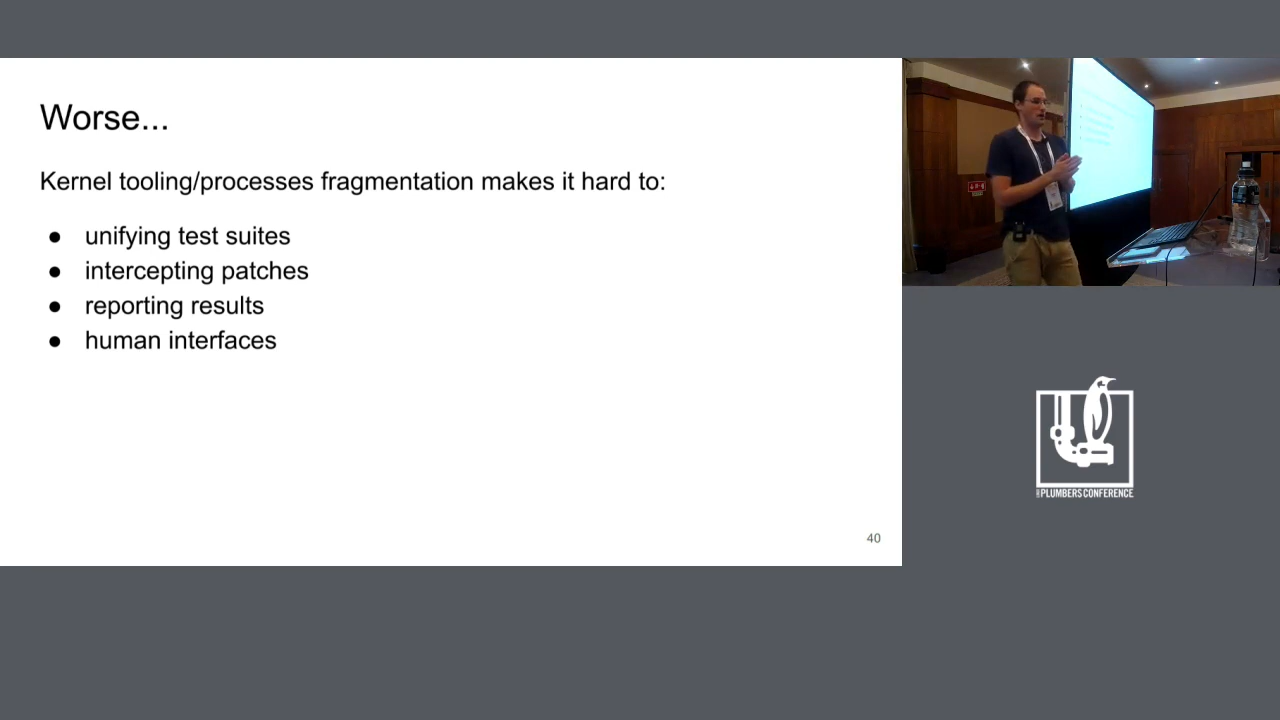 Worse...
Kernel tooling/processes fragmentation makes it hard to:
● unifying test suites
● intercepting patches
● reporting results
● human interfaces
40
PLUMBERS CONFERENCE